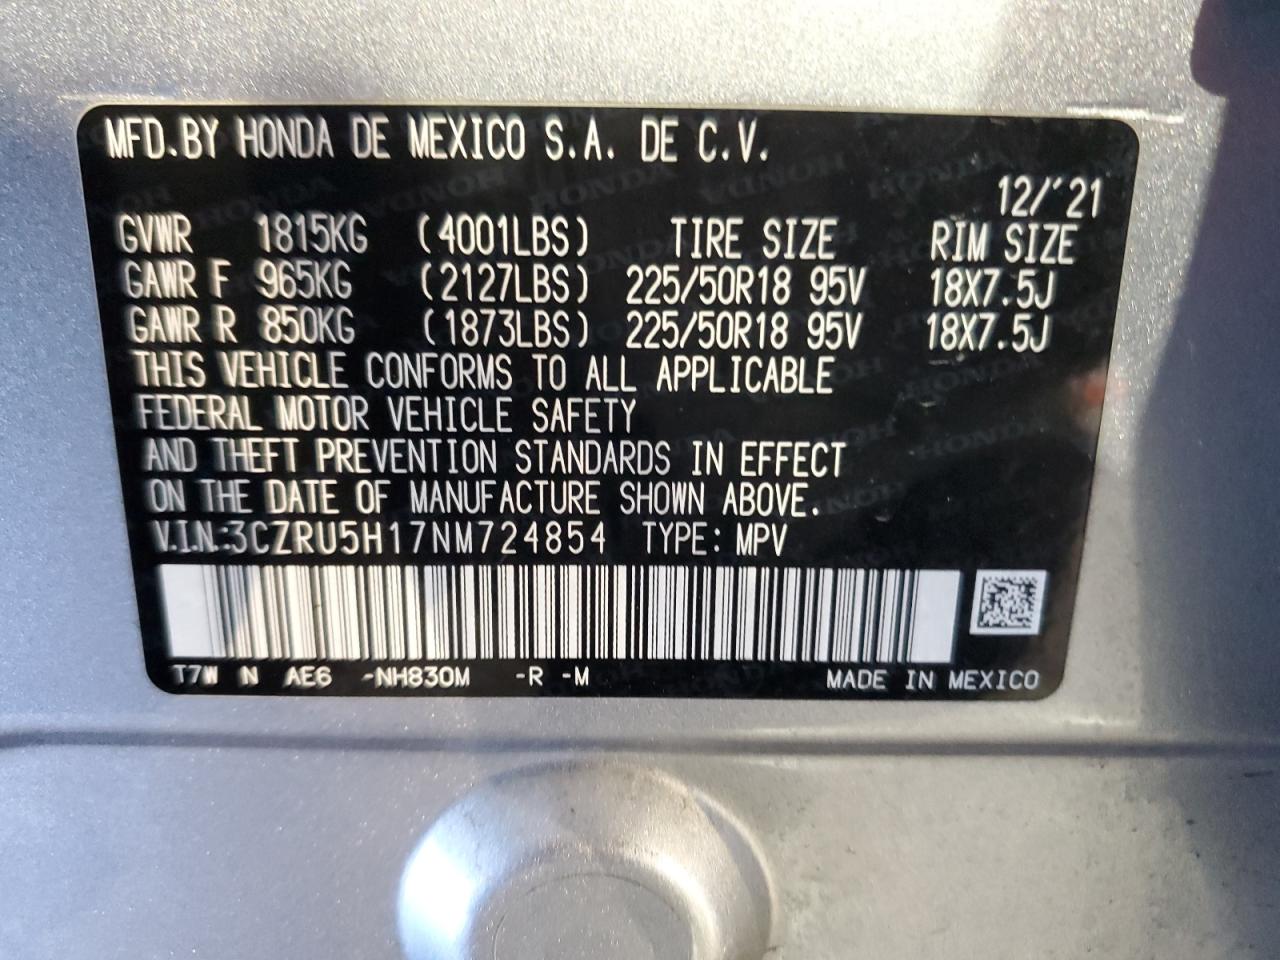 MFD.BY HONDA DE MEXICO S.A. DE C.V.
12/'21
GVWR 1815KG (4001LBS) TIRE SIZE RIM SIZE
GAWR F 965KG (2127LBS) 225/50R18 95V 18X7.5J
GAWR R 850KG (1873LBS) 225/50R18 95V 18X7.5J
THIS VEHICLE CONFORMS TO ALL APPLICABLE
FEDERAL MOTOR VEHICLE SAFETY
AND THEFT PREVENTION STANDARDS IN EFFECT
ON THE DATE OF MANUFACTURE SHOWN ABOVE.
V.I.N.:3CZRU5H17NM724854 TYPE: MPV
T7W N AE6 -NH830M -R -M MADE IN MEXICO